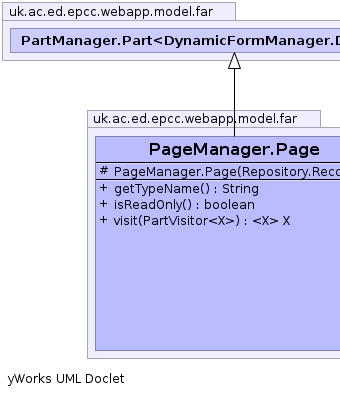 uk.ac.ed.epcc.webapp.model.far
PartManager.Part<DynamicFormManager.D
uk.ac.ed.epcc.webapp.model.far
PageManager.Page
# PageManager.Page(Repository.Reco
+ getTypeName() : String
+ isReadOnly() : boolean
+ visit(PartVisitor<X>) : <X> X
yWorks UML Doclet